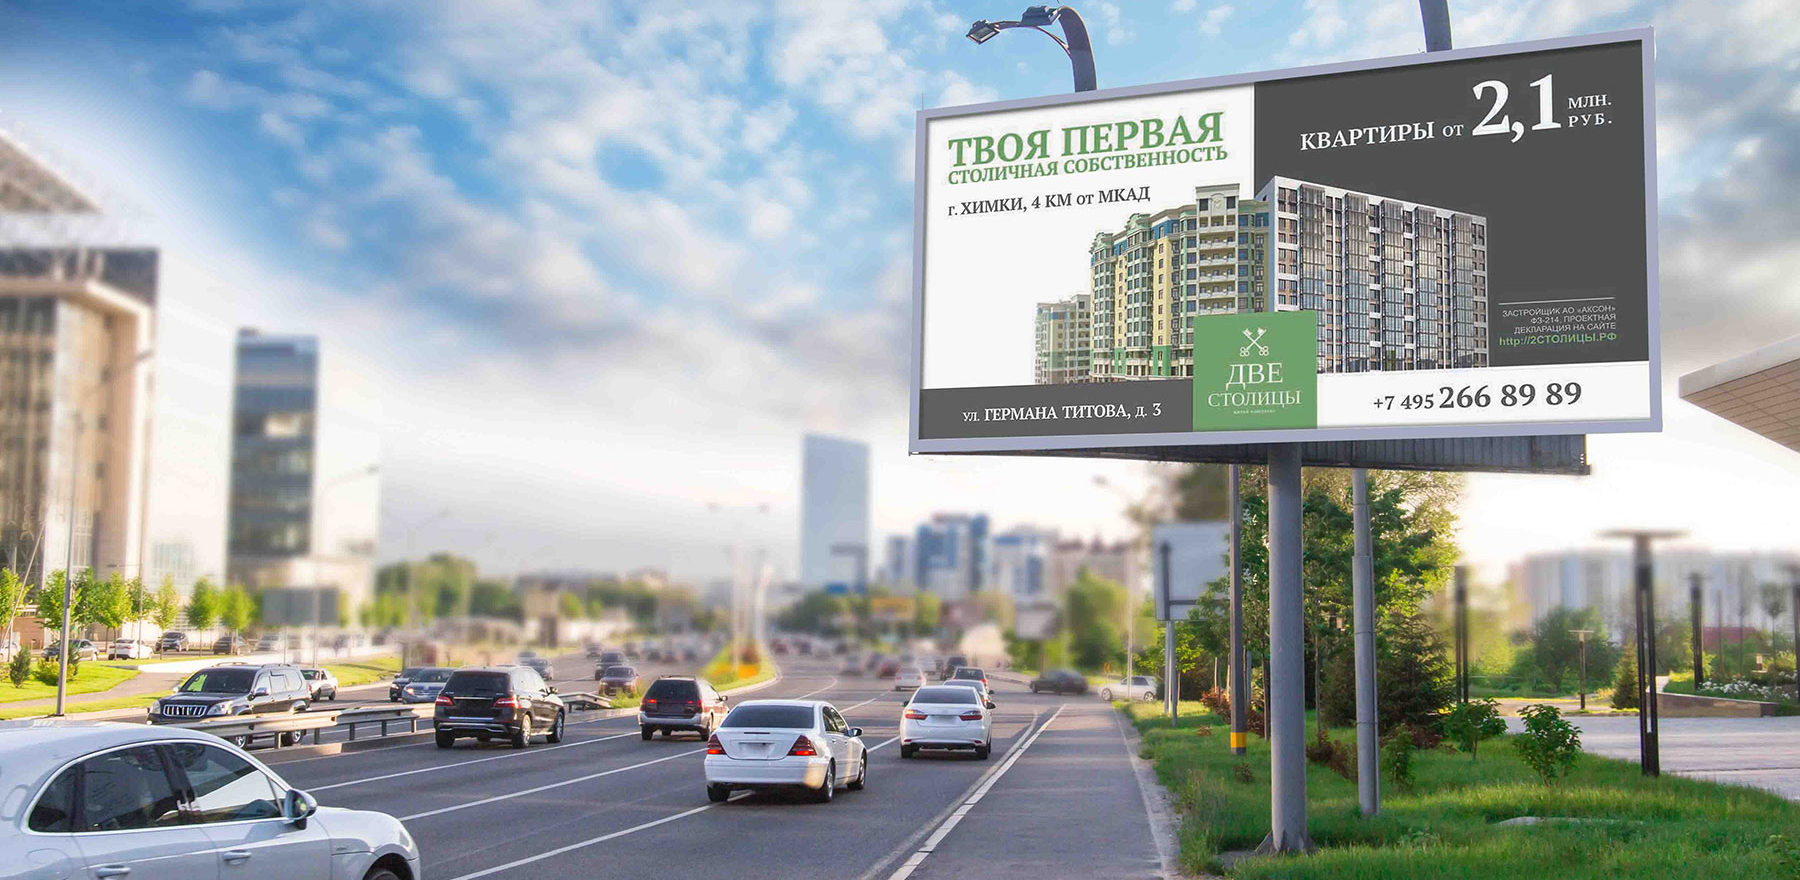 ТВОЯ ПЕРВАЯ
СТОЛИЧНАЯ СОБСТВЕННОСТЬ
г. ХИМКИ, 4 КМ от МКАД
КВАРТИРЫ от 2,1 МЛН. РУБ.
ЗАСТРОЙЩИК АО «АКСОН»
ФЗ-214. ПРОЕКТНАЯ
ДЕКЛАРАЦИЯ НА САЙТЕ
http://2СТОЛИЦЫ.РФ
ДВЕ
СТОЛИЦЫ
ул. ГЕРМАНА ТИТОВА, д. 3
+7 495 266 89 89